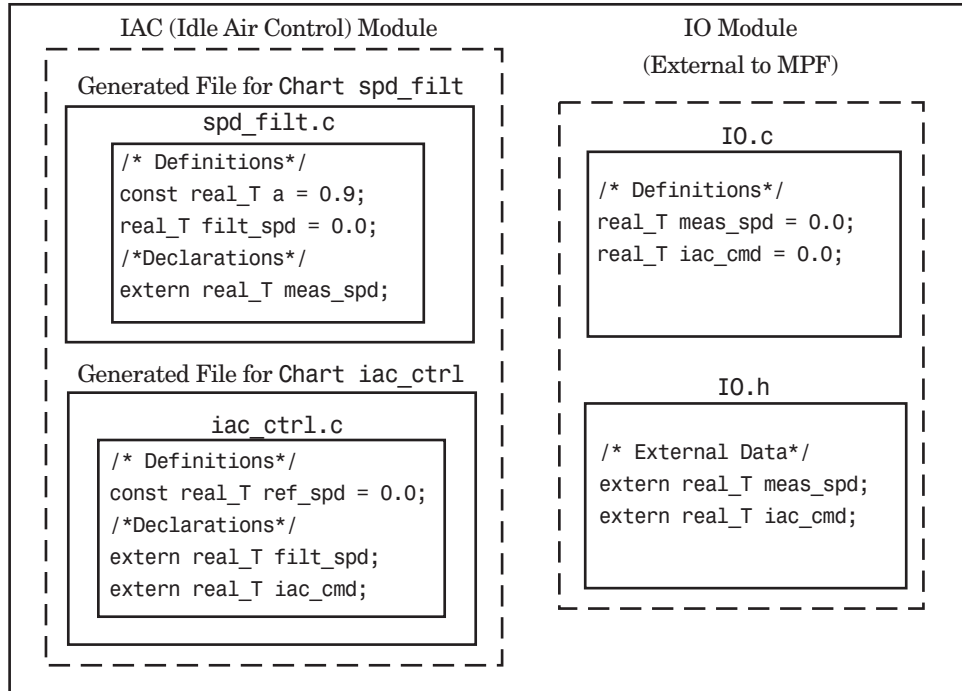 IAC (Idle Air Control) Module
Generated File for Chart spd_filt
spd_filt.c
/* Definitions*/
const real_T a = 0.9;
real_T filt_spd = 0.0;
/*Declarations*/
extern real_T meas_spd;
Generated File for Chart iac_ctrl
iac_ctrl.c
/* Definitions*/
const real_T ref_spd = 0.0;
/*Declarations*/
extern real_T filt_spd;
extern real_T iac_cmd;
IO Module
(External to MPF)
IO.c
/* Definitions*/
real_T meas_spd = 0.0;
real_T iac_cmd = 0.0;
IO.h
/* External Data*/
extern real_T meas_spd;
extern real_T iac_cmd;